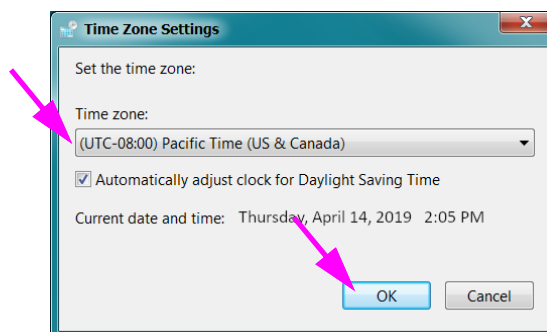 Time Zone Settings
Set the time zone:
Time zone:
(UTC-08:00) Pacific Time (US & Canada)
Automatically adjust clock for Daylight Saving Time
Current date and time: Thursday, April 14, 2019 2:05 PM
OK Cancel